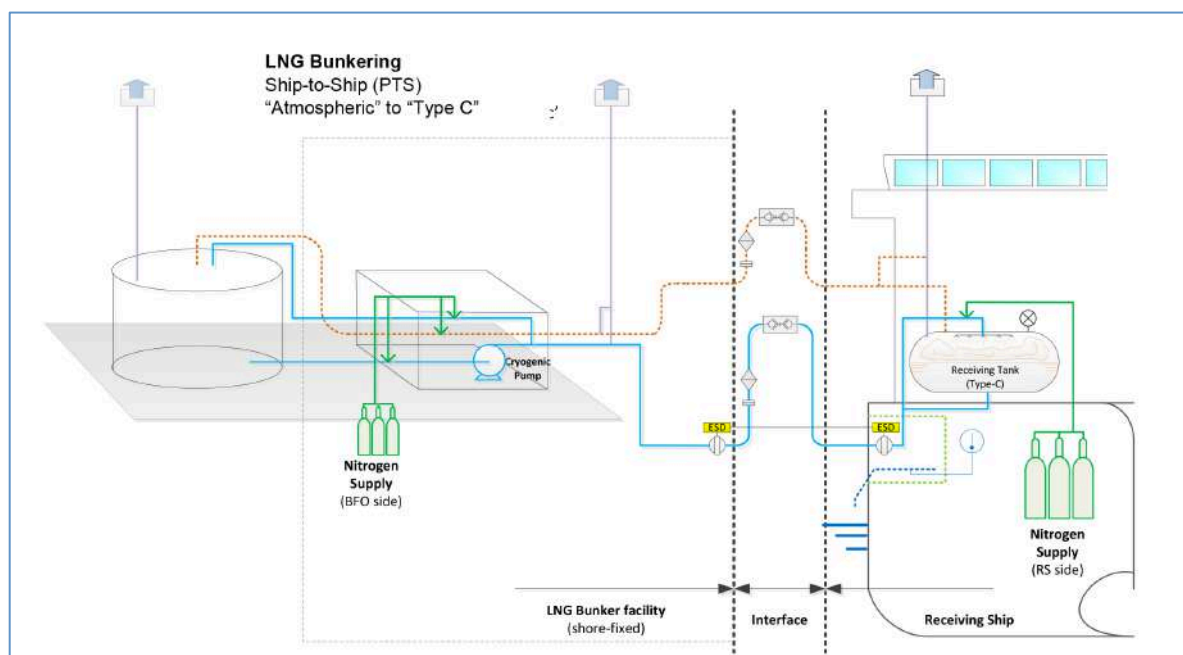 LNG Bunkering
Ship-to-Ship (PTS)
“Atmospheric” to “Type C”
Cryogenic
Pump
ESD
ESD
Receiving Tank
(Type-C)
Nitrogen
Supply
(BFO side)
Nitrogen
Supply
(RS side)
LNG Bunker facility
(shore-fixed)
Interface
Receiving Ship